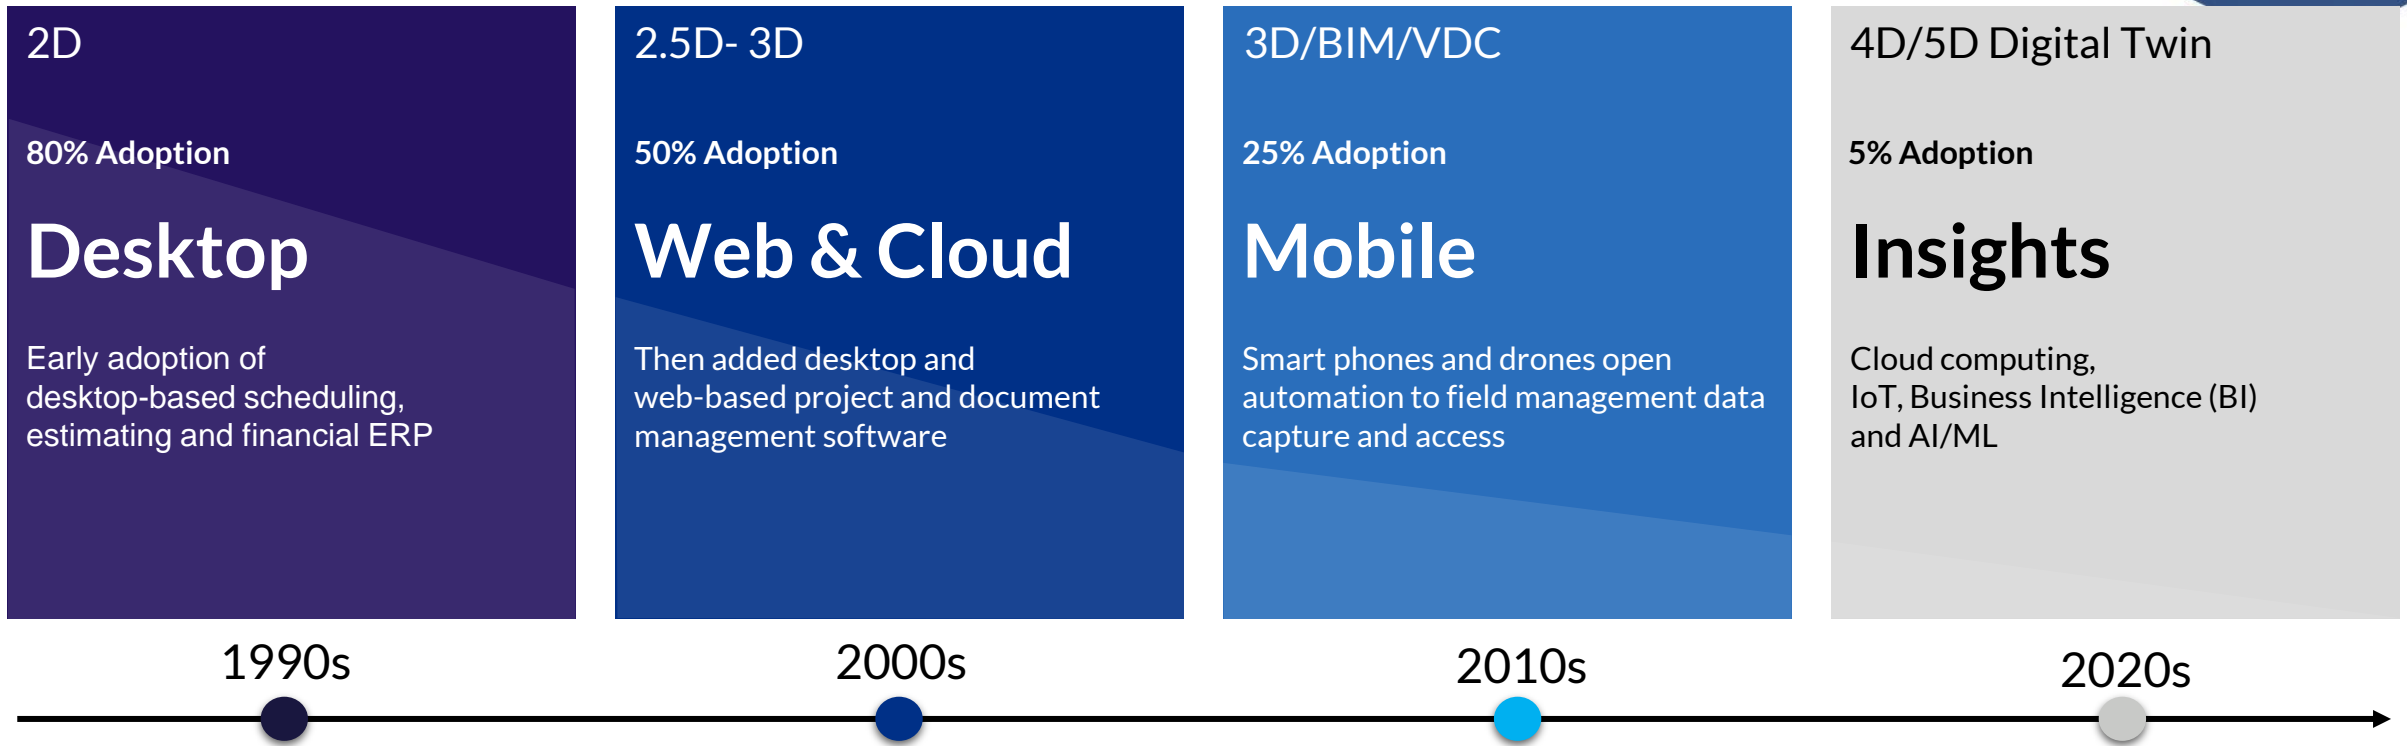 2D
80% Adoption
Desktop
Early adoption of
desktop-based scheduling,
estimating and financial ERP
2.5D- 3D
50% Adoption
Web & Cloud
Then added desktop and
web-based project and document
management software
3D/BIM/VDC
25% Adoption
Mobile
Smart phones and drones open
automation to field management data
capture and access
4D/5D Digital Twin
5% Adoption
Insights
Cloud computing,
IoT, Business Intelligence (BI)
and AI/ML
1990s
2000s
2010s
2020s